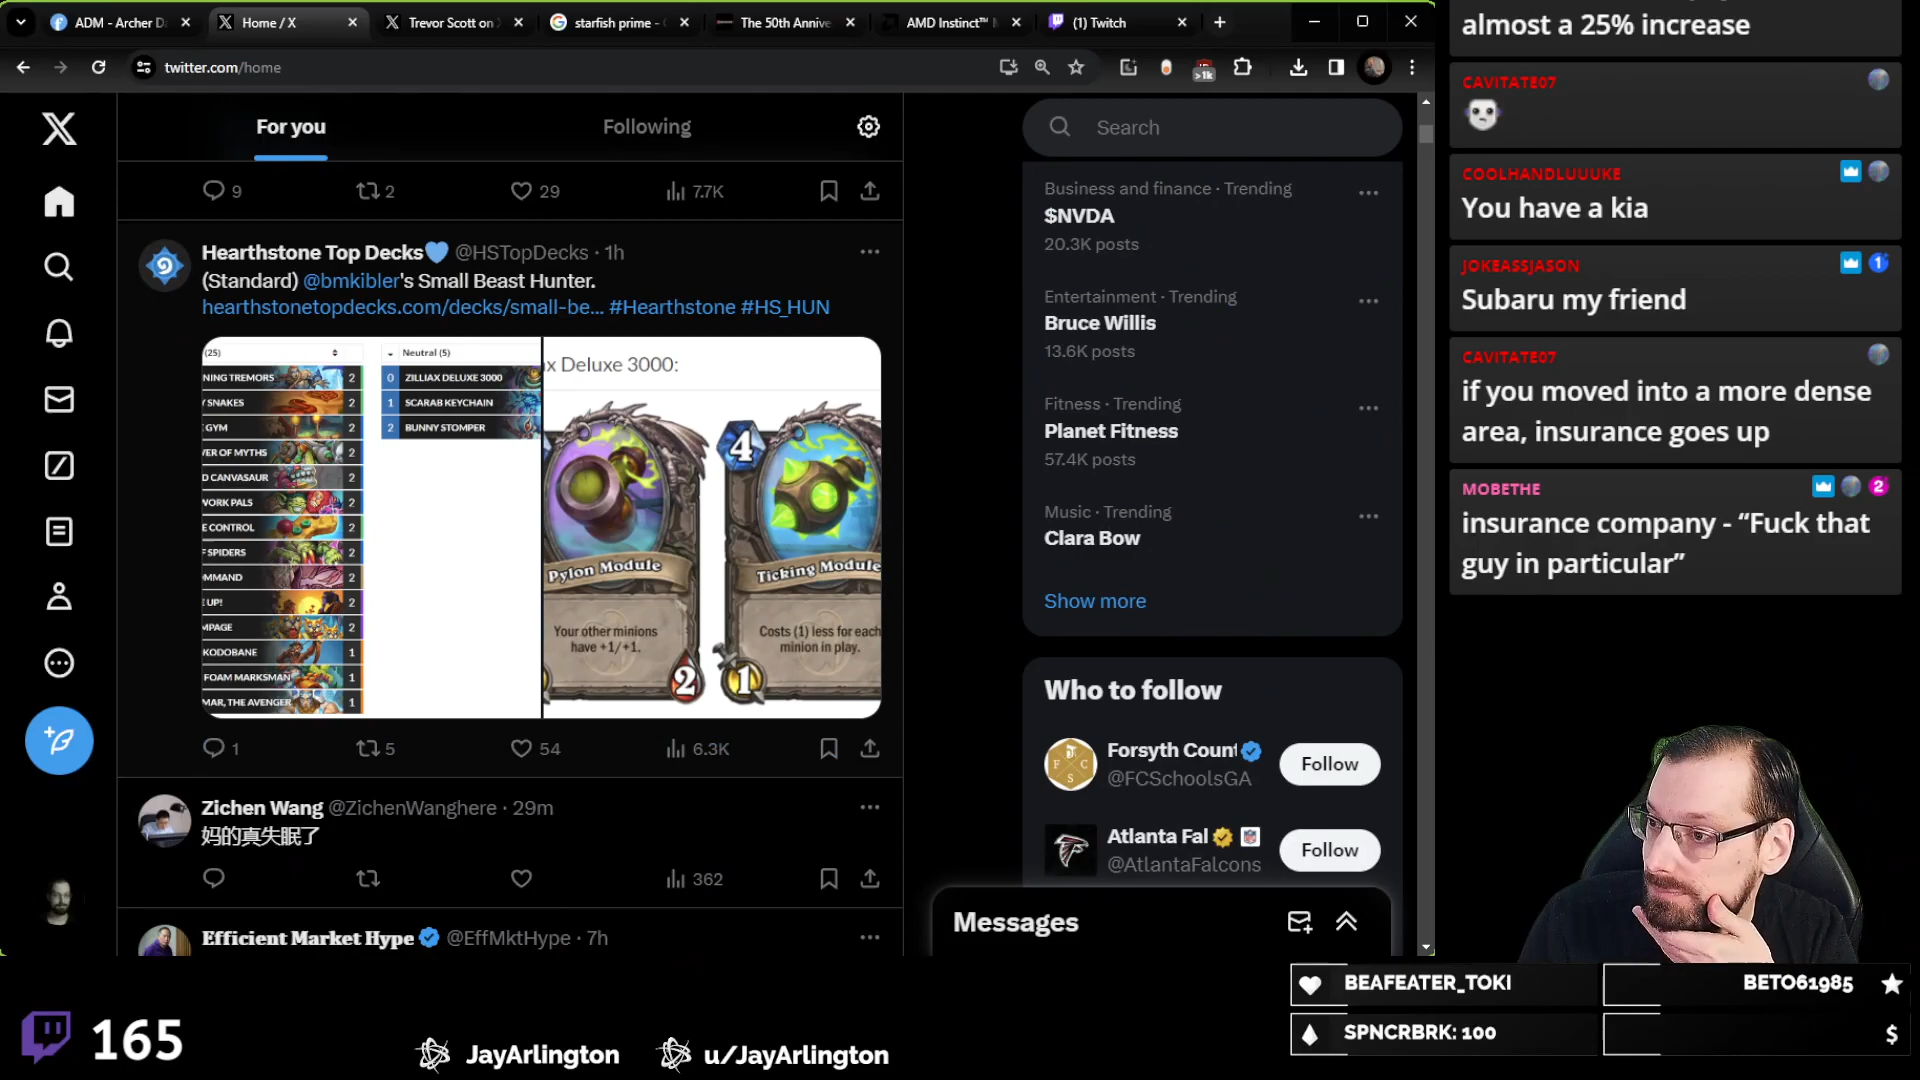 ADM - Archer Da
Home / X
Trevor Scott on X
starfish prime -
The 50th Annive
AMD Instinct™
(1) Twitch
twitter.com/home
>1k
For you
Following
Search
9
2
29
7.7K
Hearthstone Top Decks @HSTopDecks · 1h
(Standard) @bmkibler's Small Beast Hunter.
hearthstonetopdecks.com/decks/small-be... #Hearthstone #HS_HUN
(25)
NING TREMORS 2
SNAKES 2
GYM 2
ER OF MYTHS 2
D CANVASAUR 2
WORK PALS 2
E CONTROL 2
F SPIDERS 2
OMMAND 2
E UP! 2
MPAGE 2
KODOBANE 1
FOAM MARKSMAN 1
MAR, THE AVENGER 1
Neutral (5)
0 ZILLIAX DELUXE 3000
1 SCARAB KEYCHAIN
2 BUNNY STOMPER
x Deluxe 3000:
Pylon Module
Your other minions
have +1/+1.
2
4
Ticking Module
Costs (1) less for each
minion in play.
1
1
5
54
6.3K
Zichen Wang @ZichenWanghere · 29m
妈的真失眠了
362
Efficient Market Hype @EffMktHype · 7h
Business and finance · Trending
$NVDA
20.3K posts
Entertainment · Trending
Bruce Willis
13.6K posts
Fitness · Trending
Planet Fitness
57.4K posts
Music · Trending
Clara Bow
Show more
Who to follow
Forsyth Count
@FCSchoolsGA
Follow
Atlanta Fal
@AtlantaFalcons
Follow
Messages
almost a 25% increase
CAVITATE07
COOLHANDLUUUKE
You have a kia
JOKEASSJASON
1
Subaru my friend
CAVITATE07
if you moved into a more dense
area, insurance goes up
MOBETHE
2
insurance company - “Fuck that
guy in particular”
165
JayArlington
u/JayArlington
BEAFEATER_TOKI
BETO61985
SPNCRBRK: 100
$